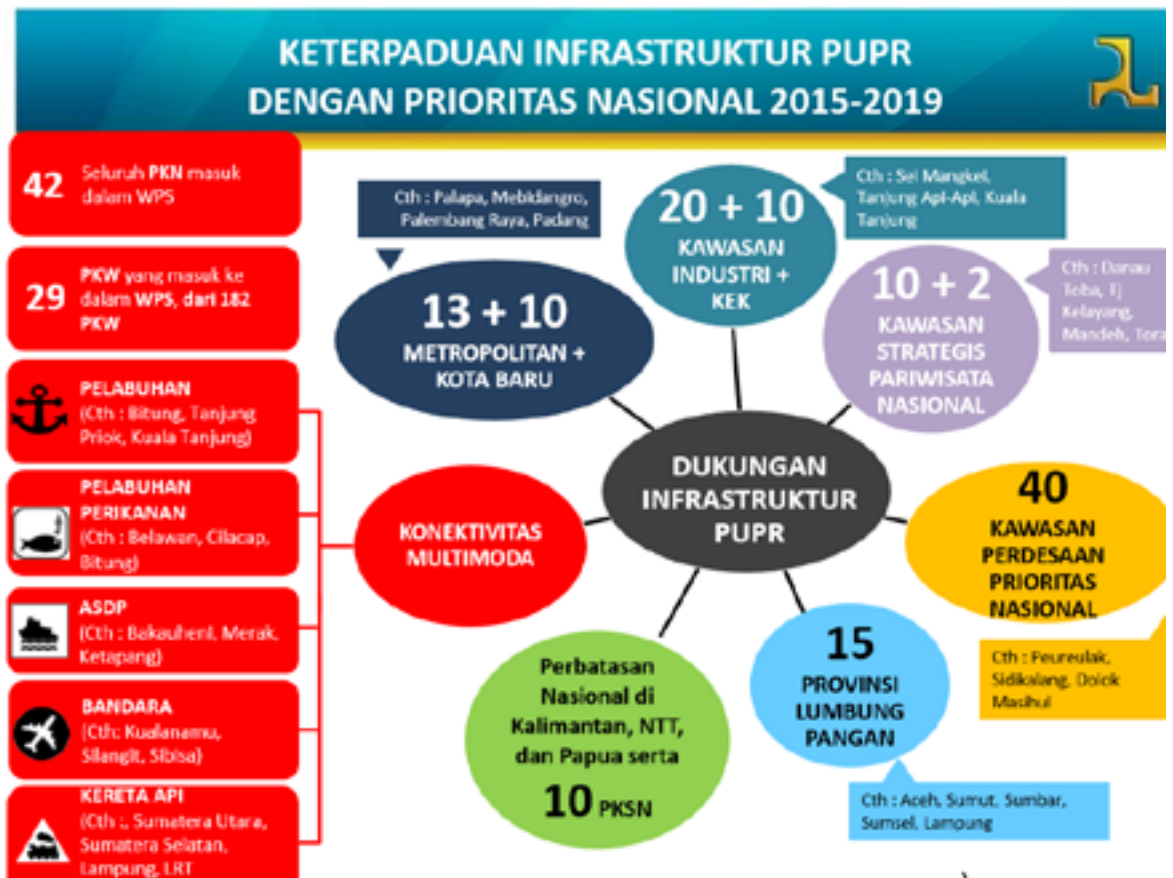 KETERPADUAN INFRASTRUKTUR PUPR
DENGAN PRIORITAS NASIONAL 2015-2019
42 Seluruh PKN masuk
dalam WPS
29 PKW yang masuk ke
dalam WPS, dari 182
PKW
PELABUHAN
(Cth : Bitung, Tanjung
Priok, Kuala Tanjung)
PELABUHAN
PERIKANAN
(Cth : Belawan, Cilacap,
Bitung)
ASDP
(Cth : Bakauheni, Merak,
Ketapang)
BANDARA
(Cth: Kualanamu,
Silangit, Sibisa)
KERETA API
(Cth :, Sumatera Utara,
Sumatera Selatan,
Lampung, LRT
Cth : Palapa, Mebidangro,
Palembang Raya, Padang
13 + 10
METROPOLITAN +
KOTA BARU
20 + 10
KAWASAN
INDUSTRI +
KEK
Cth : Sei Mangkei,
Tanjung Api-Api, Kuala
Tanjung
10 + 2
KAWASAN
STRATEGIS
PARIWISATA
NASIONAL
Cth : Danau
Toba, Tj
Kelayang,
Mandeh,
DUKUNGAN
INFRASTRUKTUR
PUPR
KONEKTIVITAS
MULTIMODA
40
KAWASAN
PERDESAAN
PRIORITAS
NASIONAL
Cth : Peureulak,
Sidikalang, Dolok
Masihul
15
PROVINSI
LUMBUNG
PANGAN
Cth : Aceh, Sumut, Sumbar,
Sumsel, Lampung
Perbatasan
Nasional di
Kalimantan, NTT,
dan Papua serta
10 PKSN